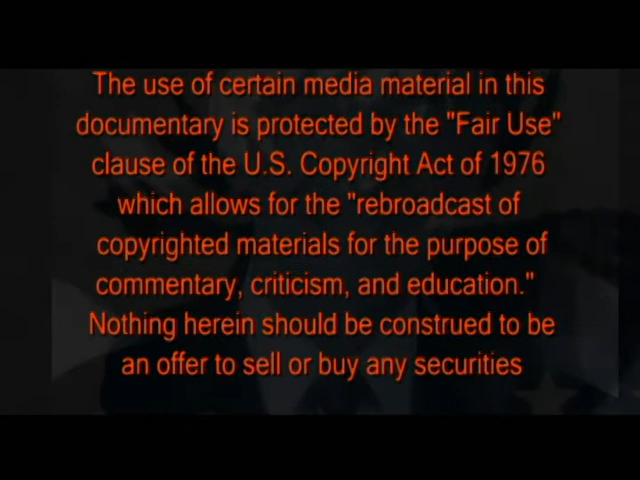 The use of certain media material in this
documentary is protected by the "Fair Use"
clause of the U.S. Copyright Act of 1976
which allows for the "rebroadcast of
copyrighted materials for the purpose of
commentary, criticism, and education."
Nothing herein should be construed to be
an offer to sell or buy any securities